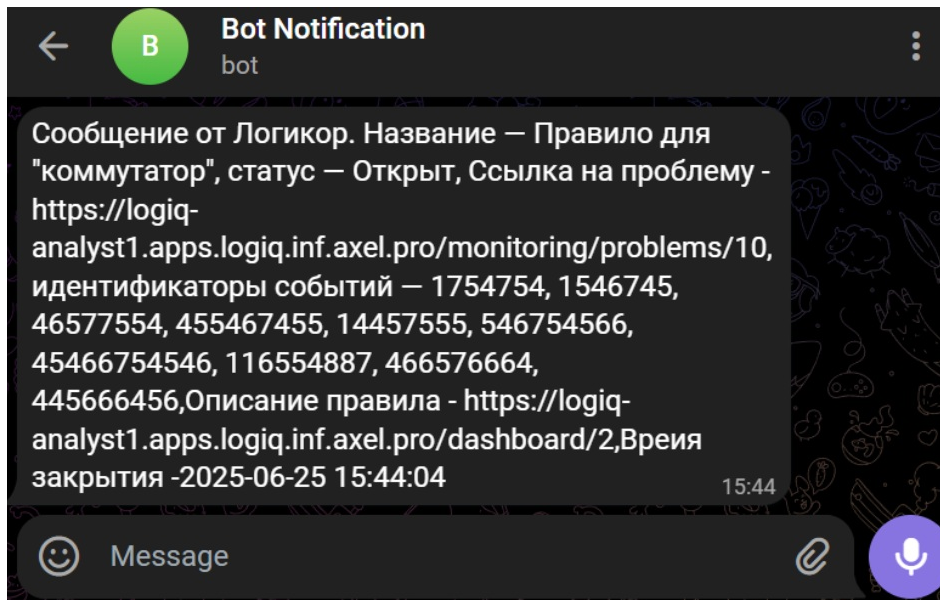 B
Bot Notification
bot
Сообщение от Логикор. Название — Правило для
"коммутатор", статус — Открыт, Ссылка на проблему -
https://logiq-
analyst1.apps.logiq.inf.axel.pro/monitoring/problems/10,
идентификаторы событий — 1754754, 1546745,
46577554, 455467455, 14457555, 546754566,
45466754546, 116554887, 466576664,
445666456,Описание правила - https://logiq-
analyst1.apps.logiq.inf.axel.pro/dashboard/2,Вреия
закрытия -2025-06-25 15:44:04
15:44
Message